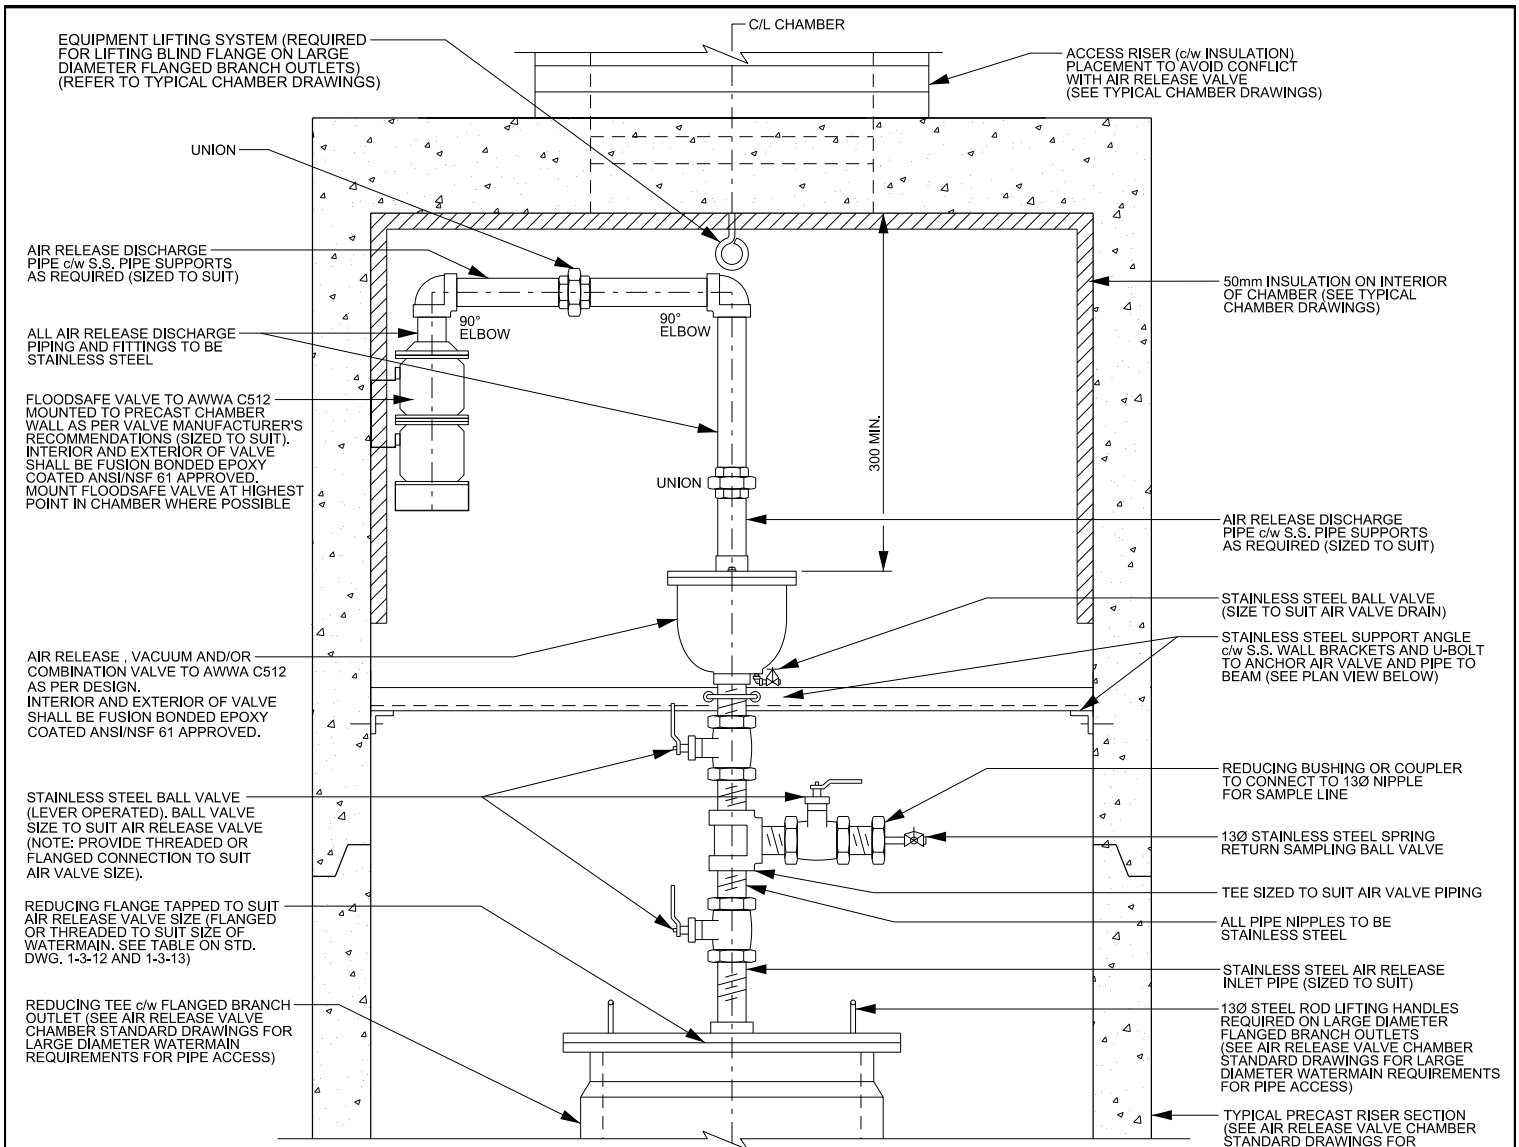 C/L CHAMBER
EQUIPMENT LIFTING SYSTEM (REQUIRED
FOR LIFTING BLIND FLANGE ON LARGE
DIAMETER FLANGED BRANCH OUTLETS)
(REFER TO TYPICAL CHAMBER DRAWINGS)
UNION
AIR RELEASE DISCHARGE
PIPE c/w S.S. PIPE SUPPORTS
AS REQUIRED (SIZED TO SUIT)
ALL AIR RELEASE DISCHARGE
PIPING AND FITTINGS TO BE
STAINLESS STEEL
FLOODSAFE VALVE TO AWWA C512
MOUNTED TO PRECAST CHAMBER
WALL AS PER VALVE MANUFACTURER'S
RECOMMENDATIONS (SIZED TO SUIT).
INTERIOR AND EXTERIOR OF VALVE
SHALL BE FUSION BONDED EPOXY
COATED ANSI/NSF 61 APPROVED.
MOUNT FLOODSAFE VALVE AT HIGHEST
POINT IN CHAMBER WHERE POSSIBLE
AIR RELEASE , VACUUM AND/OR
COMBINATION VALVE TO AWWA C512
AS PER DESIGN.
INTERIOR AND EXTERIOR OF VALVE
SHALL BE FUSION BONDED EPOXY
COATED ANSI/NSF 61 APPROVED.
STAINLESS STEEL BALL VALVE
(LEVER OPERATED). BALL VALVE
SIZE TO SUIT AIR RELEASE VALVE
(NOTE: PROVIDE THREADED OR
FLANGED CONNECTION TO SUIT
AIR VALVE SIZE).
REDUCING FLANGE TAPPED TO SUIT
AIR RELEASE VALVE SIZE (FLANGED
OR THREADED TO SUIT SIZE OF
WATERMAIN. SEE TABLE ON STD.
DWG. 1-3-12 AND 1-3-13)
REDUCING TEE c/w FLANGED BRANCH
OUTLET (SEE AIR RELEASE VALVE
CHAMBER STANDARD DRAWINGS FOR
LARGE DIAMETER WATERMAIN
REQUIREMENTS FOR PIPE ACCESS)
90°
ELBOW
90°
ELBOW
UNION
300 MIN.
ACCESS RISER (c/w INSULATION)
PLACEMENT TO AVOID CONFLICT
WITH AIR RELEASE VALVE
(SEE TYPICAL CHAMBER DRAWINGS)
50mm INSULATION ON INTERIOR
OF CHAMBER (SEE TYPICAL
CHAMBER DRAWINGS)
AIR RELEASE DISCHARGE
PIPE c/w S.S. PIPE SUPPORTS
AS REQUIRED (SIZED TO SUIT)
STAINLESS STEEL BALL VALVE
(SIZE TO SUIT AIR VALVE DRAIN)
STAINLESS STEEL SUPPORT ANGLE
c/w S.S. WALL BRACKETS AND U-BOLT
TO ANCHOR AIR VALVE AND PIPE TO
BEAM (SEE PLAN VIEW BELOW)
REDUCING BUSHING OR COUPLER
TO CONNECT TO 13Ø NIPPLE
FOR SAMPLE LINE
13Ø STAINLESS STEEL SPRING
RETURN SAMPLING BALL VALVE
TEE SIZED TO SUIT AIR VALVE PIPING
ALL PIPE NIPPLES TO BE
STAINLESS STEEL
STAINLESS STEEL AIR RELEASE
INLET PIPE (SIZED TO SUIT)
13Ø STEEL ROD LIFTING HANDLES
REQUIRED ON LARGE DIAMETER
FLANGED BRANCH OUTLETS
(SEE AIR RELEASE VALVE CHAMBER
STANDARD DRAWINGS FOR LARGE
DIAMETER WATERMAIN REQUIREMENTS
FOR PIPE ACCESS)
TYPICAL PRECAST RISER SECTION
(SEE AIR RELEASE VALVE CHAMBER
STANDARD DRAWINGS FOR